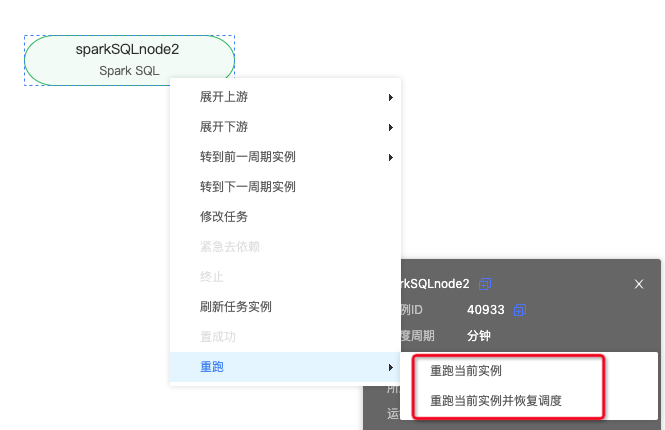 sparkSQLnode2
Spark SQL
展开上游
展开下游
转到前一周期实例
转到下一周期实例
修改任务
紧急去依赖
终止
刷新任务实例
置成功
重跑
rkSQLnode2
例ID 40933
度周期 分钟
重跑当前实例
重跑当前实例并恢复调度
所
运